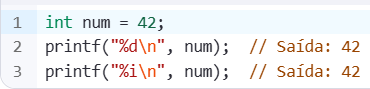 1 int num = 42;
2 printf("%d\n", num);  // Saída: 42
3 printf("%i\n", num);  // Saída: 42